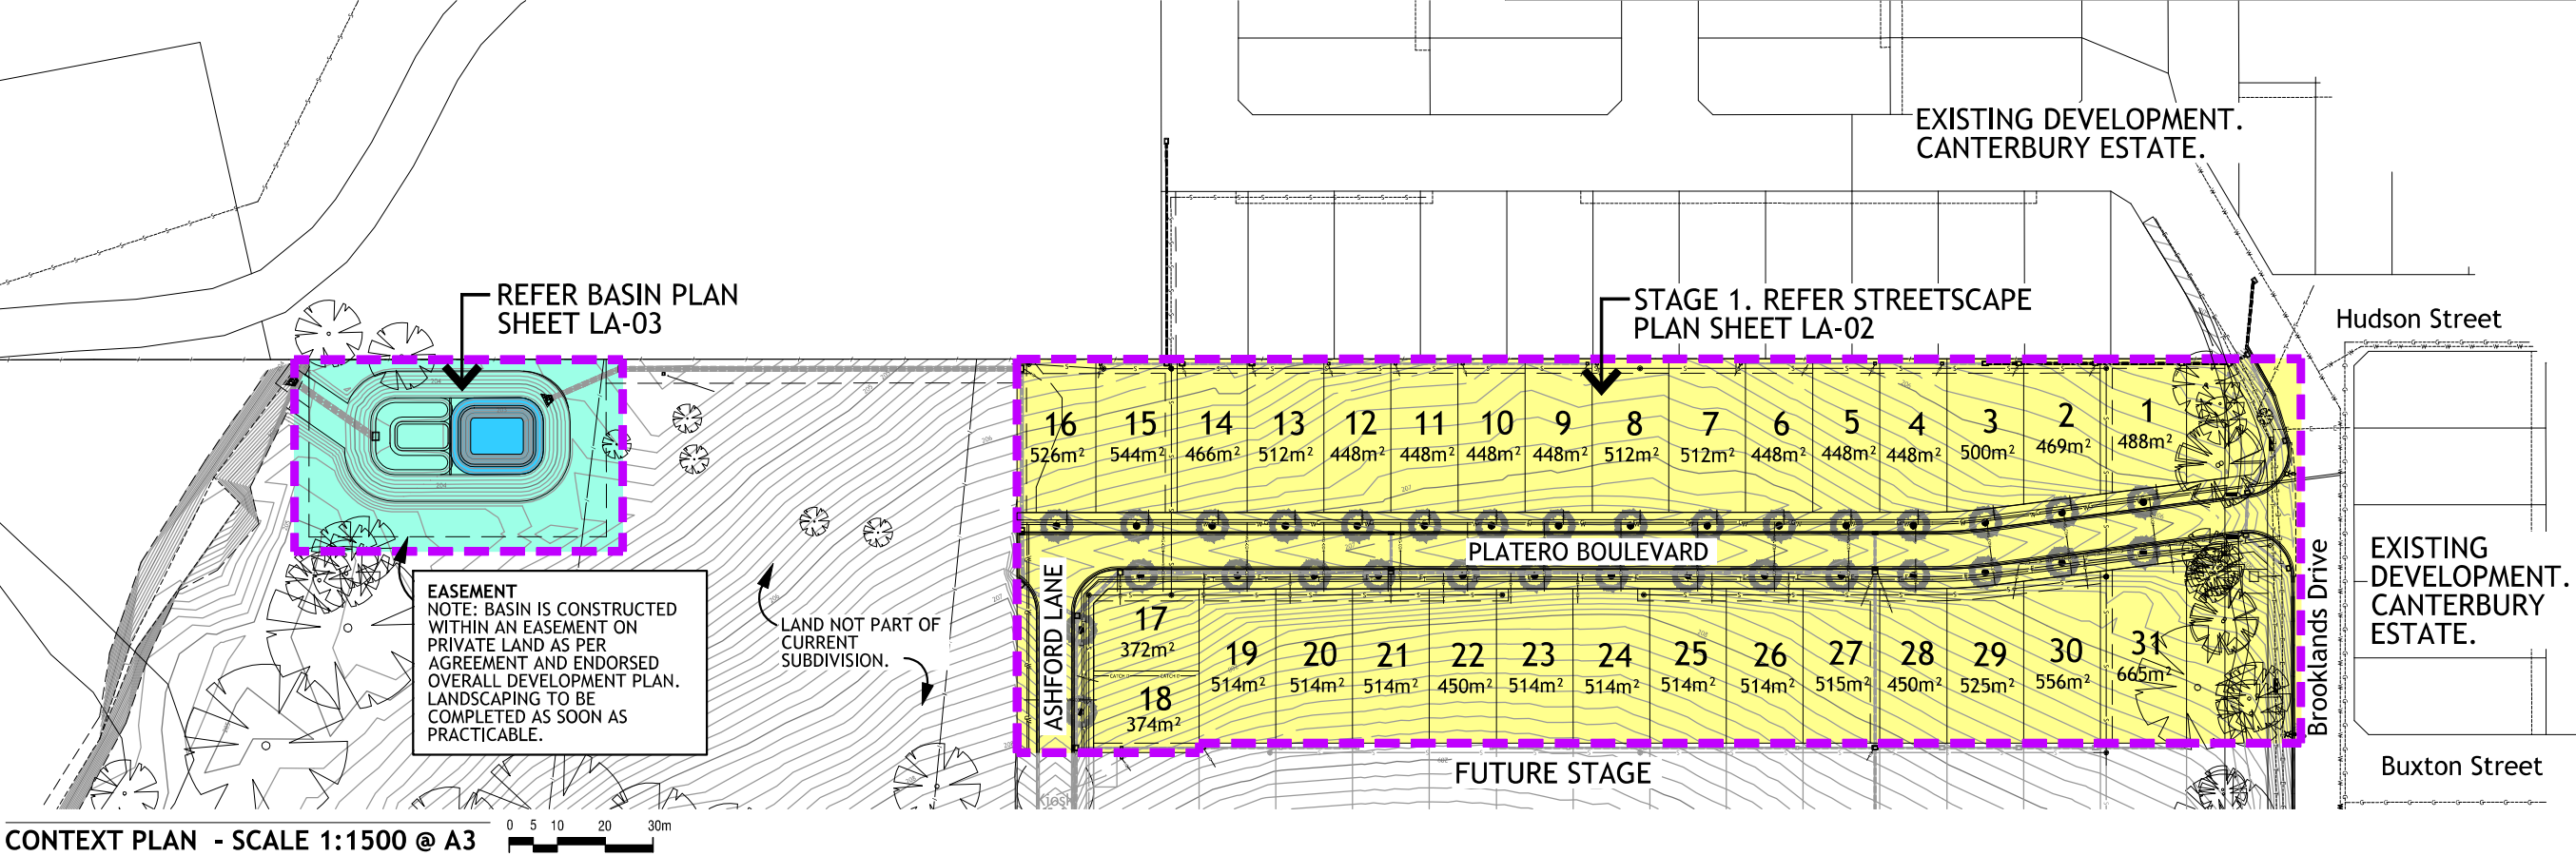 EXISTING DEVELOPMENT.
CANTERBURY ESTATE.
REFER BASIN PLAN
SHEET LA-03
STAGE 1. REFER STREETSCAPE
PLAN SHEET LA-02
Hudson Street
16
526m²
15
544m²
14
466m²
13
512m²
12
448m²
11
448m²
10
448m²
9
448m²
8
512m²
7
512m²
6
448m²
5
448m²
4
448m²
3
500m²
2
469m²
1
488m²
PLATERO BOULEVARD
ASHFORD LANE
Brooklands Drive
EXISTING
DEVELOPMENT.
CANTERBURY
ESTATE.
EASEMENT
NOTE: BASIN IS CONSTRUCTED
WITHIN AN EASEMENT ON
PRIVATE LAND AS PER
AGREEMENT AND ENDORSED
OVERALL DEVELOPMENT PLAN.
LANDSCAPING TO BE
COMPLETED AS SOON AS
PRACTICABLE.
LAND NOT PART OF
CURRENT
SUBDIVISION.
17
372m²
18
374m²
19
514m²
20
514m²
21
514m²
22
450m²
23
514m²
24
514m²
25
514m²
26
514m²
27
515m²
28
450m²
29
525m²
30
556m²
31
665m²
FUTURE STAGE
Buxton Street
Kiosk
CONTEXT PLAN - SCALE 1:1500 @ A3
0 5 10 20 30m